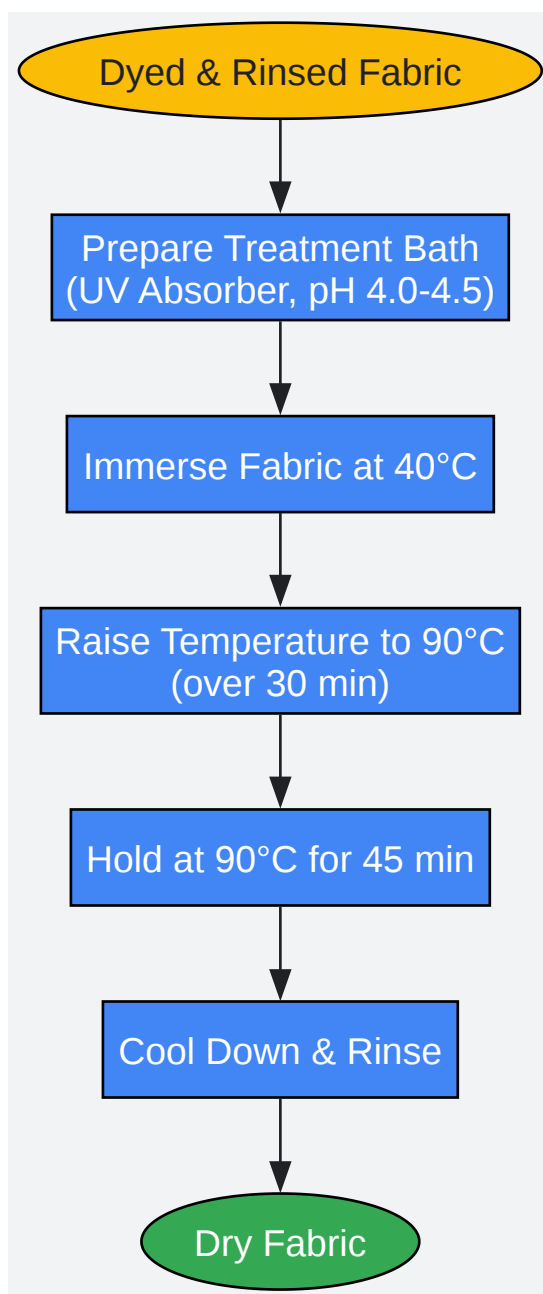 Dyed & Rinsed Fabric
Prepare Treatment Bath
(UV Absorber, pH 4.0-4.5)
Immerse Fabric at 40°C
Raise Temperature to 90°C
(over 30 min)
Hold at 90°C for 45 min
Cool Down & Rinse
Dry Fabric